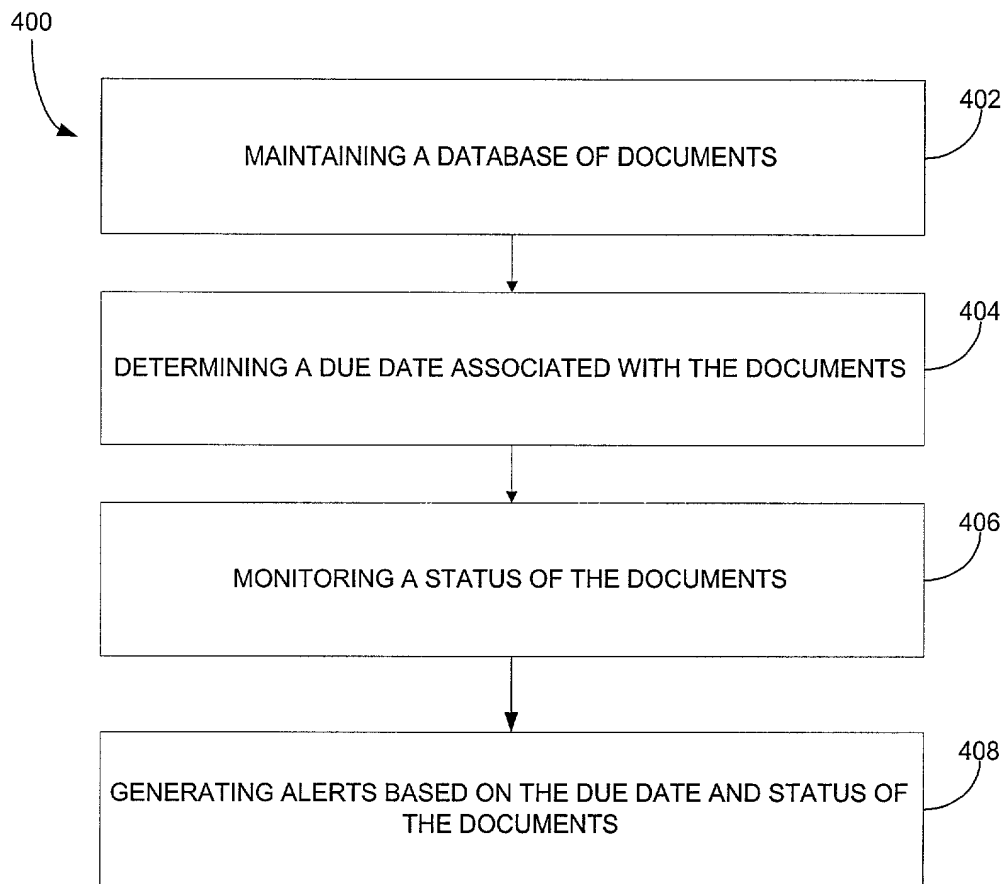 400
402
MAINTAINING A DATABASE OF DOCUMENTS
404
DETERMINING A DUE DATE ASSOCIATED WITH THE DOCUMENTS
406
MONITORING A STATUS OF THE DOCUMENTS
408
GENERATING ALERTS BASED ON THE DUE DATE AND STATUS OF
THE DOCUMENTS